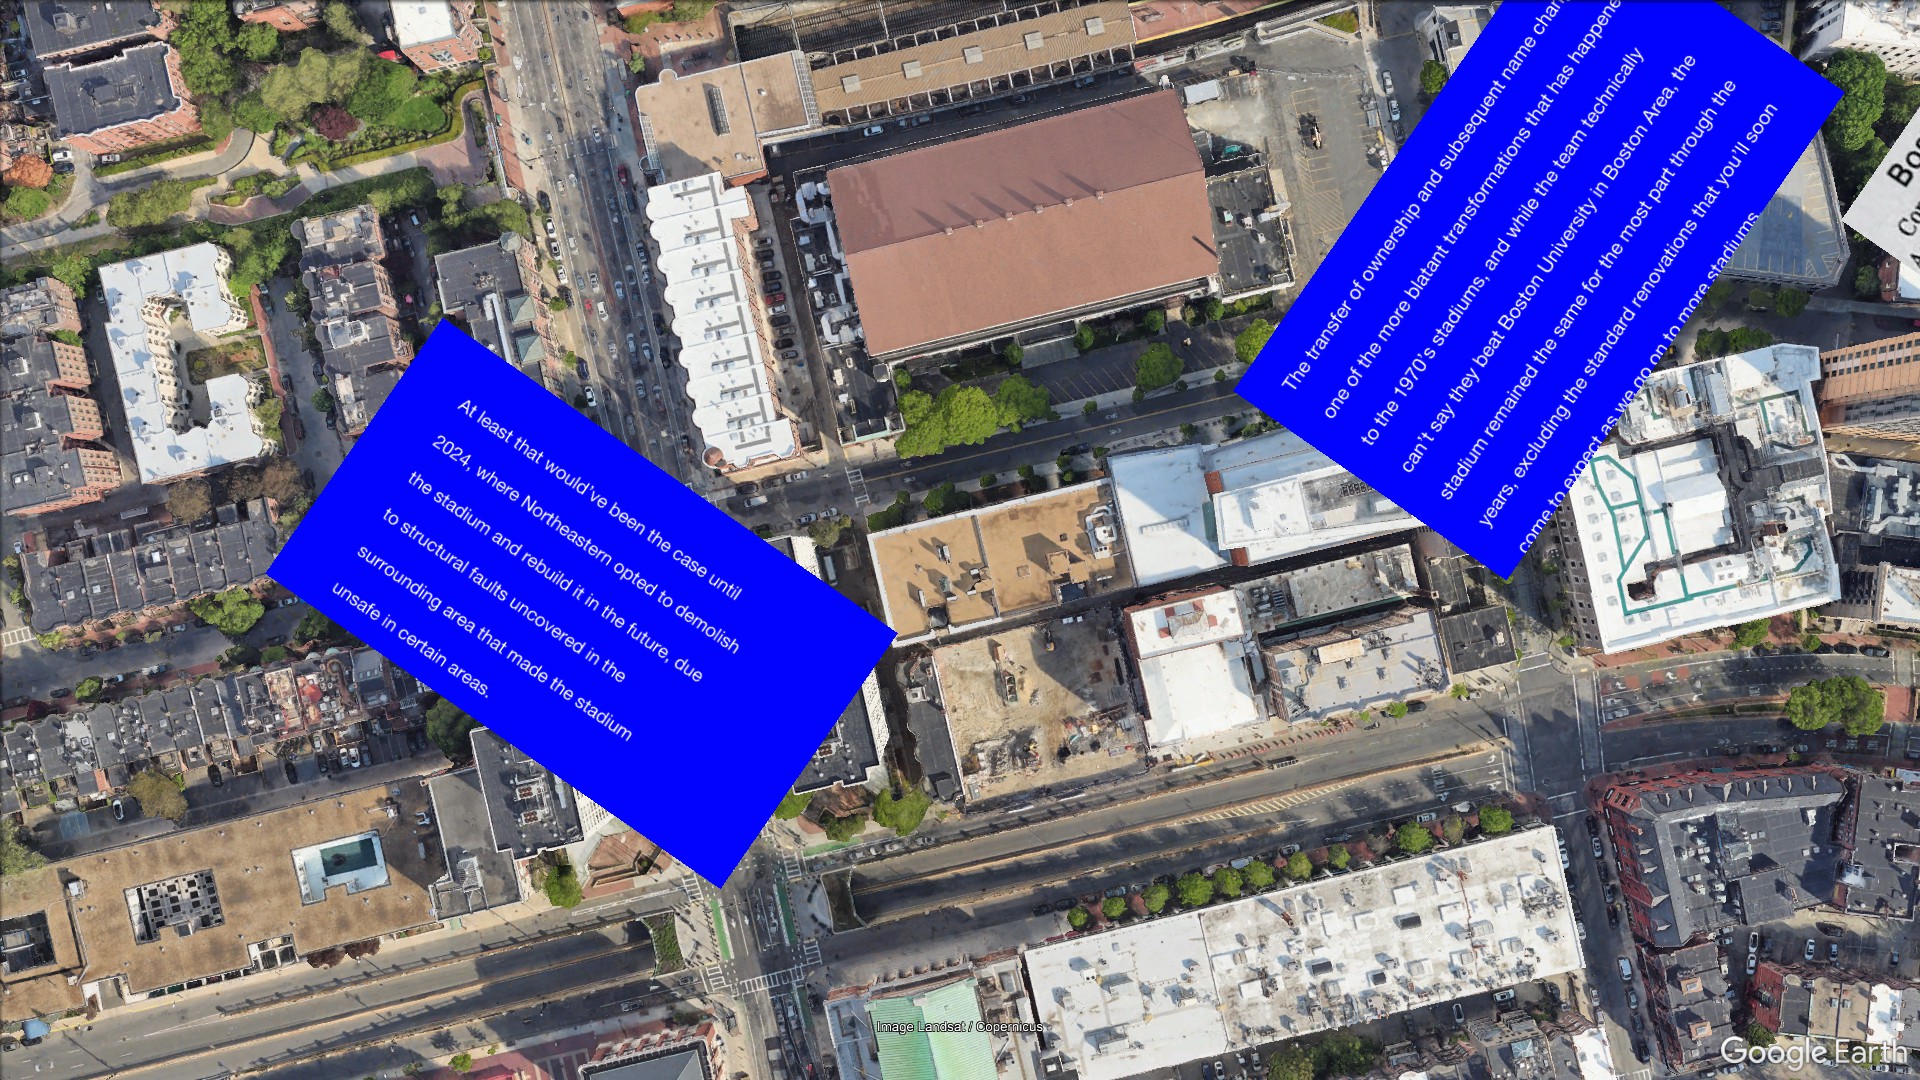 At least that would've been the case until
2024, where Northeastern opted to demolish
the stadium and rebuild it in the future, due
to structural faults uncovered in the
surrounding area that made the stadium
unsafe in certain areas.
The transfer of ownership and subsequent name
one of the more blatant transformations that has
to the 1970's stadiums, and while the team technically
can't say they beat Boston University in Boston Area, the
stadium remained the same for the most part through the
years, excluding the standard renovations that you'll soon
come to expect as we go on to more stadiums.
Image Landsat / Copernicus
Google Earth